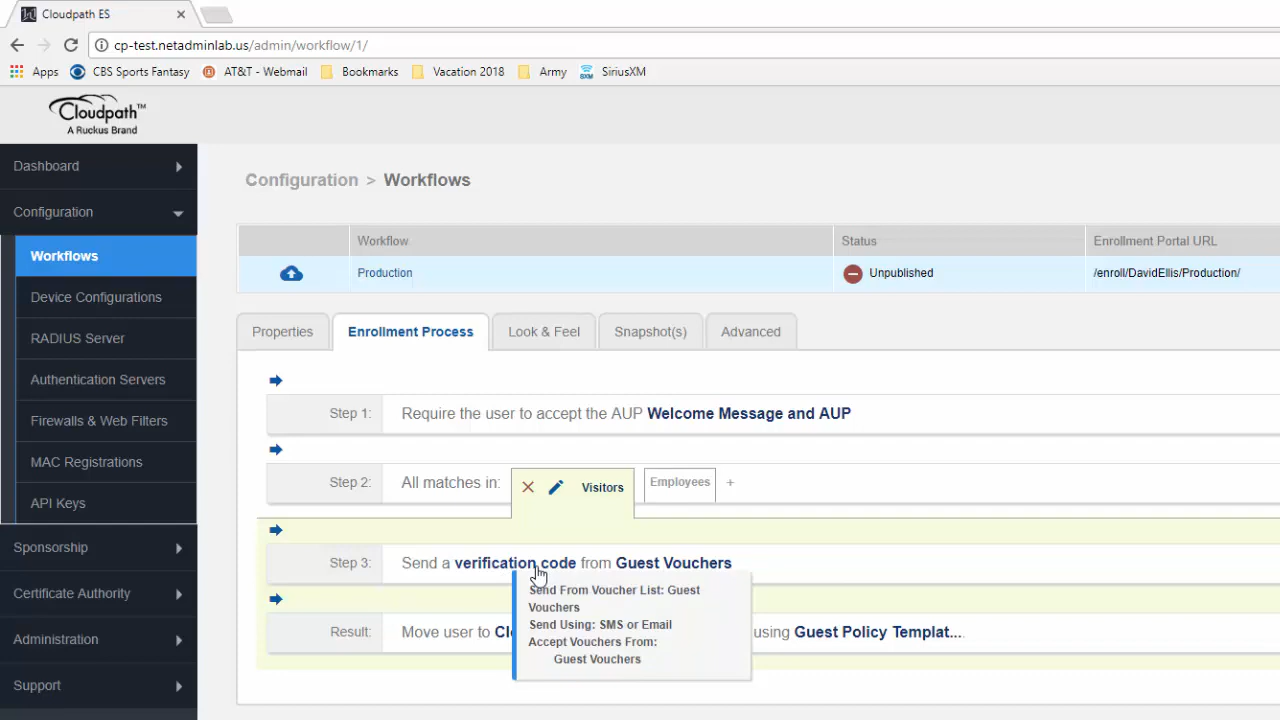 Cloudpath ES
cp-test.netadminlab.us/admin/workflow/1/
Apps CBS Sports Fantasy AT&T - Webmail Bookmarks Vacation 2018 Army SiriusXM
Cloudpath™
A Ruckus Brand
Dashboard
Configuration
Workflows
Device Configurations
RADIUS Server
Authentication Servers
Firewalls & Web Filters
MAC Registrations
API Keys
Sponsorship
Certificate Authority
Administration
Support
Configuration > Workflows
Workflow Status Enrollment Portal URL
Production Unpublished /enroll/DavidEllis/Production/
Properties Enrollment Process Look & Feel Snapshot(s) Advanced
Step 1: Require the user to accept the AUP Welcome Message and AUP
Step 2: All matches in: Visitors Employees +
Step 3: Send a verification code from Guest Vouchers
Send From Voucher List: Guest
Vouchers
Send Using: SMS or Email
Accept Vouchers From:
Guest Vouchers
Result: Move user to using Guest Policy Templat...